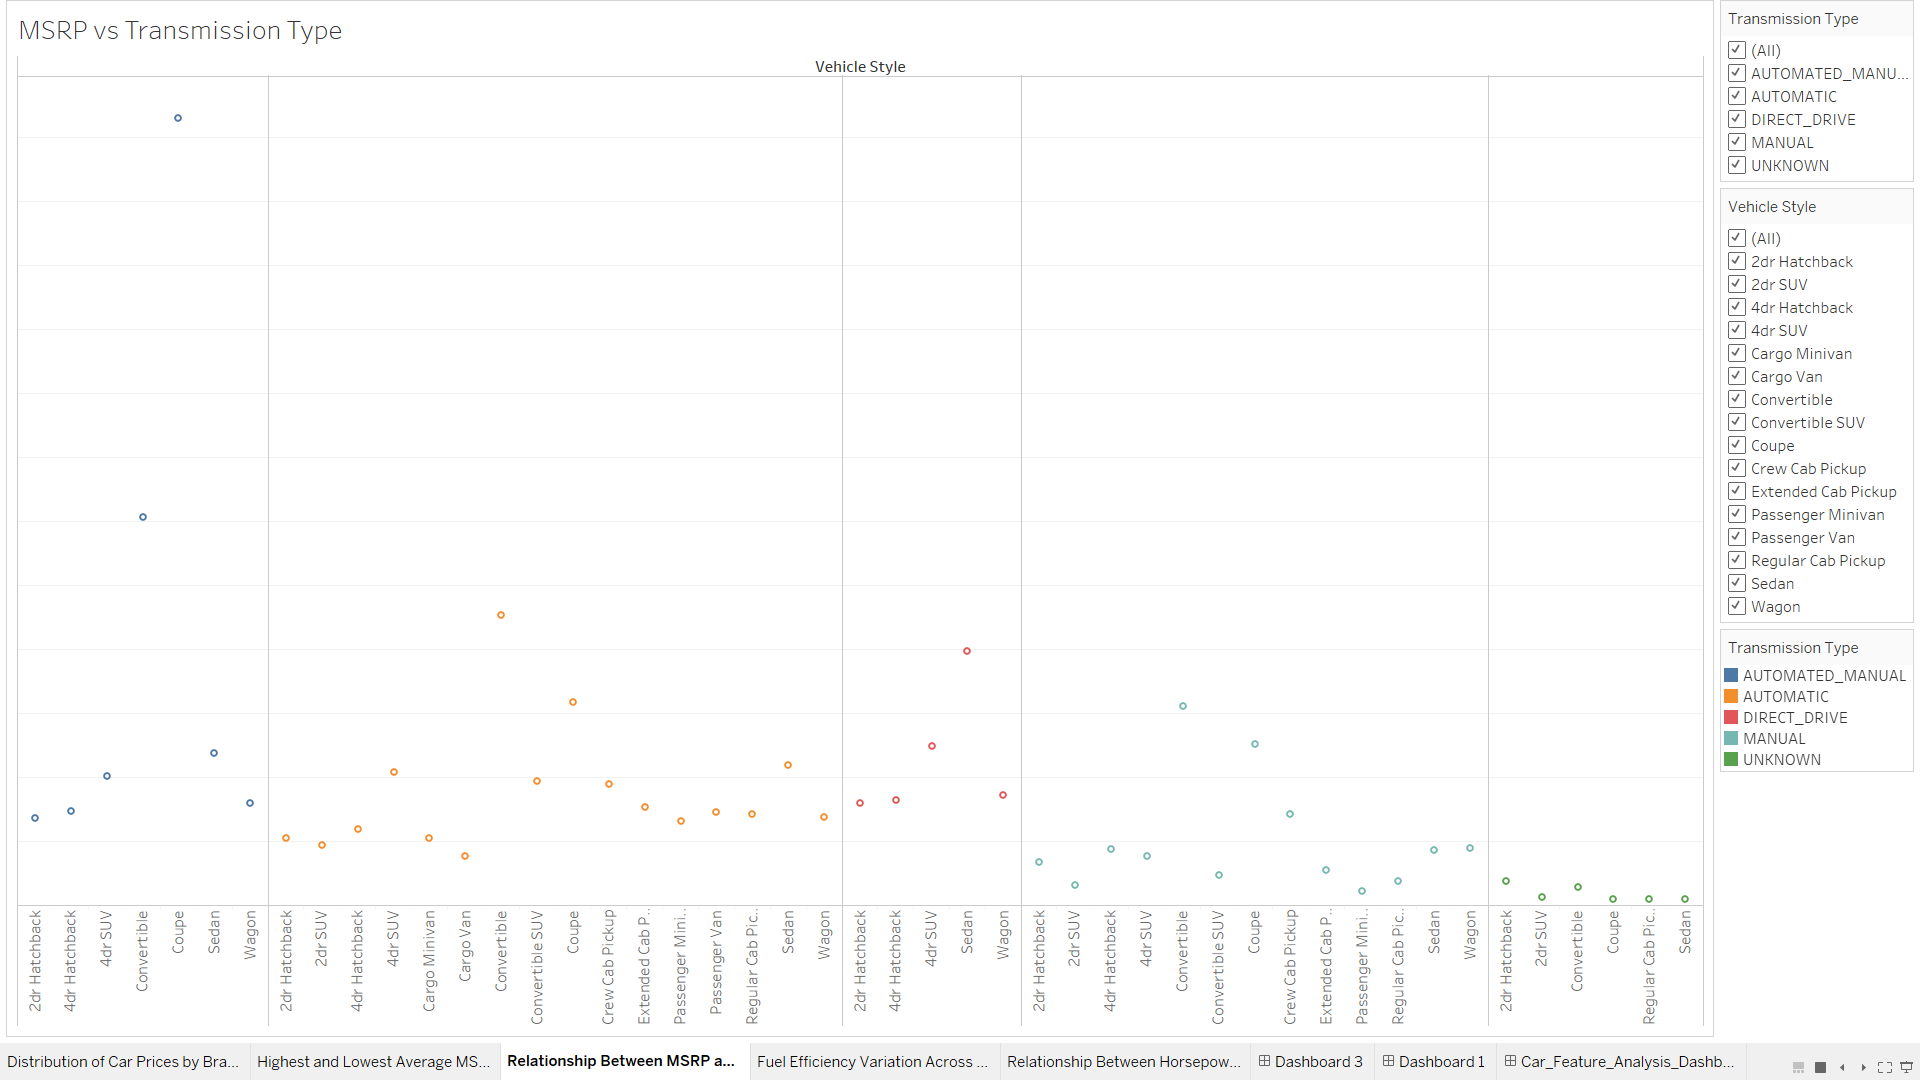 MSRP vs Transmission Type
Vehicle Style
2dr Hatchback
4dr Hatchback
4dr SUV
Convertible
Coupe
Sedan
Wagon
2dr Hatchback
2dr SUV
4dr Hatchback
4dr SUV
Cargo Minivan
Cargo Van
Convertible
Convertible SUV
Coupe
Crew Cab Pickup
Extended Cab P..
Passenger Mini..
Passenger Van
Regular Cab Pic..
Sedan
Wagon
2dr Hatchback
4dr Hatchback
4dr SUV
Sedan
Wagon
2dr Hatchback
2dr SUV
4dr Hatchback
4dr SUV
Convertible
Convertible SUV
Coupe
Crew Cab Pickup
Extended Cab P..
Passenger Mini..
Regular Cab Pic..
Sedan
Wagon
2dr Hatchback
2dr SUV
Convertible
Coupe
Regular Cab Pic..
Sedan
Transmission Type
(All)
AUTOMATED_MANU...
AUTOMATIC
DIRECT_DRIVE
MANUAL
UNKNOWN
Vehicle Style
(All)
2dr Hatchback
2dr SUV
4dr Hatchback
4dr SUV
Cargo Minivan
Cargo Van
Convertible
Convertible SUV
Coupe
Crew Cab Pickup
Extended Cab Pickup
Passenger Minivan
Passenger Van
Regular Cab Pickup
Sedan
Wagon
Transmission Type
AUTOMATED_MANUAL
AUTOMATIC
DIRECT_DRIVE
MANUAL
UNKNOWN
Distribution of Car Prices by Bra...
Highest and Lowest Average MS...
Relationship Between MSRP a...
Fuel Efficiency Variation Across ...
Relationship Between Horsepow...
Dashboard 3
Dashboard 1
Car_Feature_Analysis_Dashb...